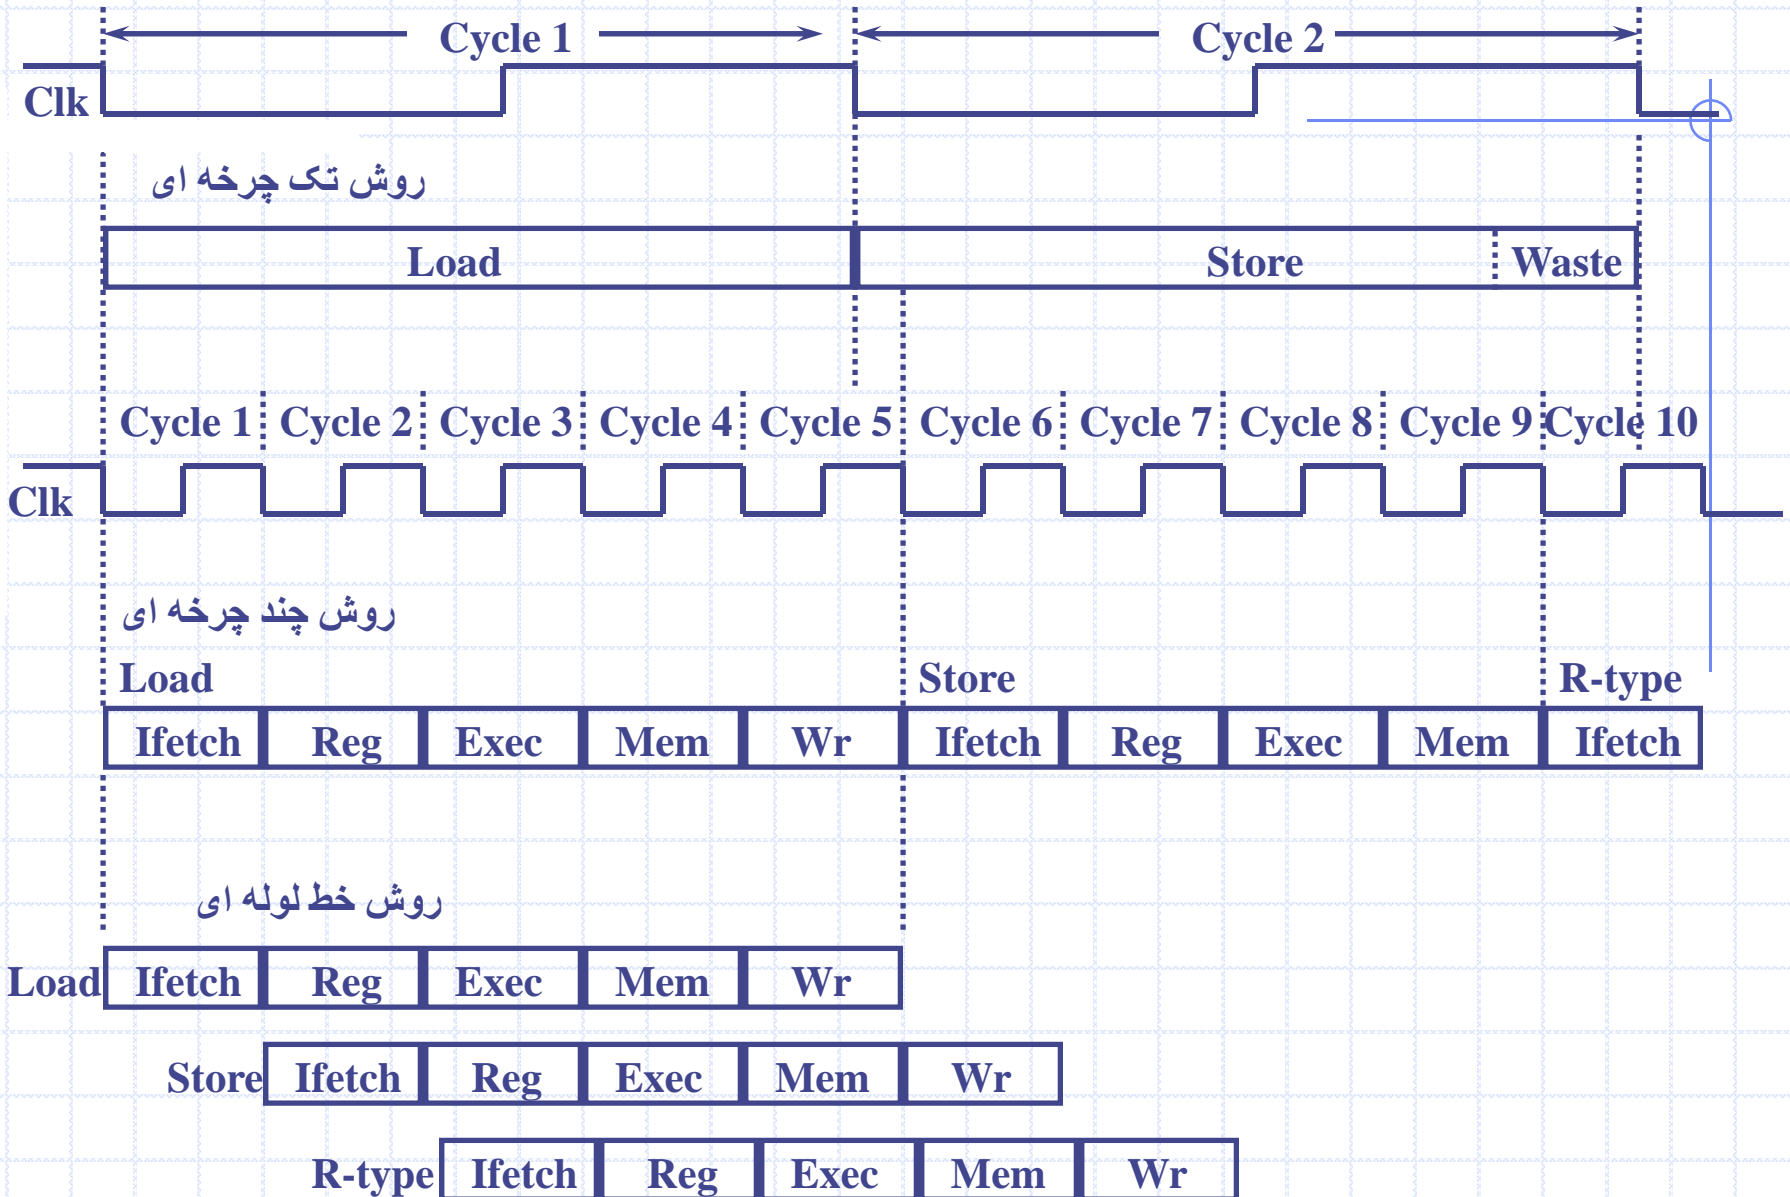 Cycle 1 Cycle 2
Clk
روش تک چرخه ای
Load Store Waste
Cycle 1 Cycle 2 Cycle 3 Cycle 4 Cycle 5 Cycle 6 Cycle 7 Cycle 8 Cycle 9 Cycle 10
Clk
روش چند چرخه ای
Load Store R-type
Ifetch Reg Exec Mem Wr Ifetch Reg Exec Mem Ifetch
روش خط لوله ای
Load Ifetch Reg Exec Mem Wr
Store Ifetch Reg Exec Mem Wr
R-type Ifetch Reg Exec Mem Wr